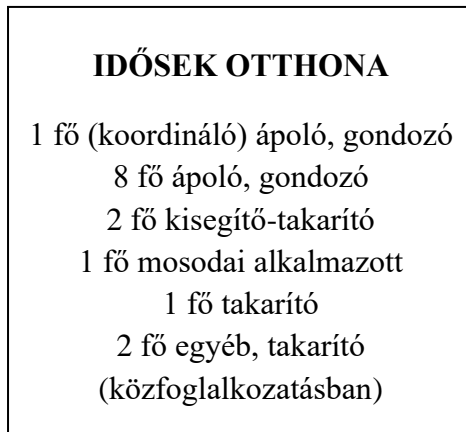 IDŐSEK OTTHONA
1 fő (koordináló) ápoló, gondozó
8 fő ápoló, gondozó
2 fő kisegítő-takarító
1 fő mosodai alkalmazott
1 fő takarító
2 fő egyéb, takarító
(közfoglalkozatásban)